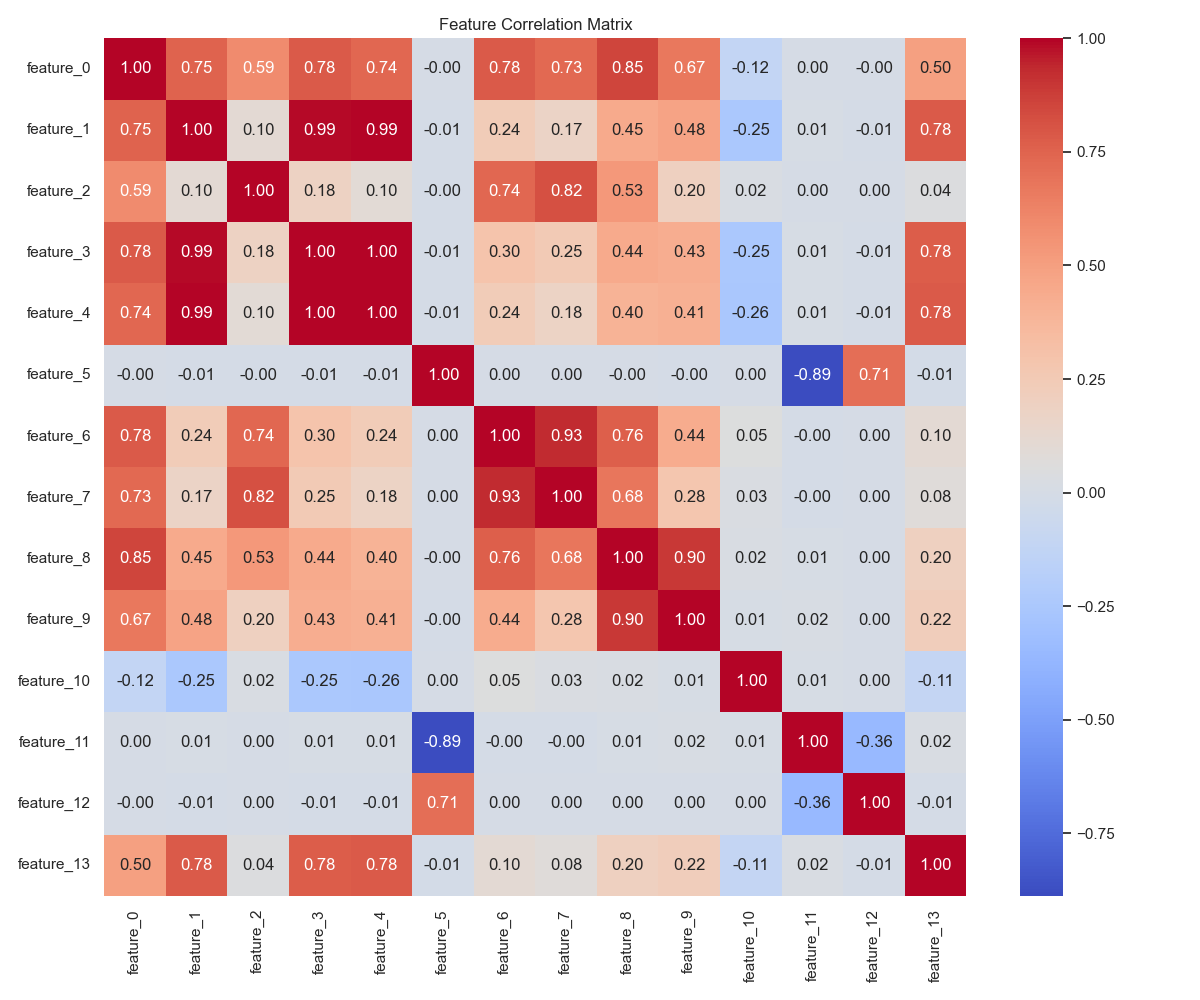 Feature Correlation Matrix
feature_0 1.00 0.75 0.59 0.78 0.74 -0.00 0.78 0.73 0.85 0.67 -0.12 0.00 -0.00 0.50
feature_1 0.75 1.00 0.10 0.99 0.99 -0.01 0.24 0.17 0.45 0.48 -0.25 0.01 -0.01 0.78
feature_2 0.59 0.10 1.00 0.18 0.10 -0.00 0.74 0.82 0.53 0.20 0.02 0.00 0.00 0.04
feature_3 0.78 0.99 0.18 1.00 1.00 -0.01 0.30 0.25 0.44 0.43 -0.25 0.01 -0.01 0.78
feature_4 0.74 0.99 0.10 1.00 1.00 -0.01 0.24 0.18 0.40 0.41 -0.26 0.01 -0.01 0.78
feature_5 -0.00 -0.01 -0.00 -0.01 -0.01 1.00 0.00 0.00 -0.00 -0.00 0.00 -0.89 0.71 -0.01
feature_6 0.78 0.24 0.74 0.30 0.24 0.00 1.00 0.93 0.76 0.44 0.05 -0.00 0.00 0.10
feature_7 0.73 0.17 0.82 0.25 0.18 0.00 0.93 1.00 0.68 0.28 0.03 -0.00 0.00 0.08
feature_8 0.85 0.45 0.53 0.44 0.40 -0.00 0.76 0.68 1.00 0.90 0.02 0.01 0.00 0.20
feature_9 0.67 0.48 0.20 0.43 0.41 -0.00 0.44 0.28 0.90 1.00 0.01 0.02 0.00 0.22
feature_10 -0.12 -0.25 0.02 -0.25 -0.26 0.00 0.05 0.03 0.02 0.01 1.00 0.01 0.00 -0.11
feature_11 0.00 0.01 0.00 0.01 0.01 -0.89 -0.00 -0.00 0.01 0.02 0.01 1.00 -0.36 0.02
feature_12 -0.00 -0.01 0.00 -0.01 -0.01 0.71 0.00 0.00 0.00 0.00 0.00 -0.36 1.00 -0.01
feature_13 0.50 0.78 0.04 0.78 0.78 -0.01 0.10 0.08 0.20 0.22 -0.11 0.02 -0.01 1.00
feature_0 feature_1 feature_2 feature_3 feature_4 feature_5 feature_6 feature_7 feature_8 feature_9 feature_10 feature_11 feature_12 feature_13
1.00
0.75
0.50
0.25
0.00
−0.25
−0.50
−0.75